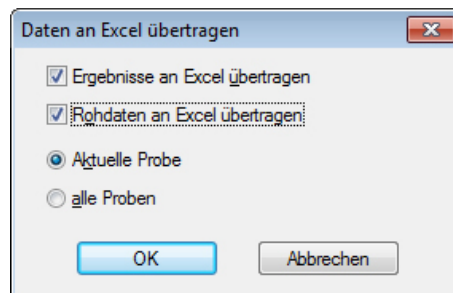 Daten an Excel übertragen
Ergebnisse an Excel übertragen
Rohdaten an Excel übertragen
Aktuelle Probe
alle Proben
OK Abbrechen